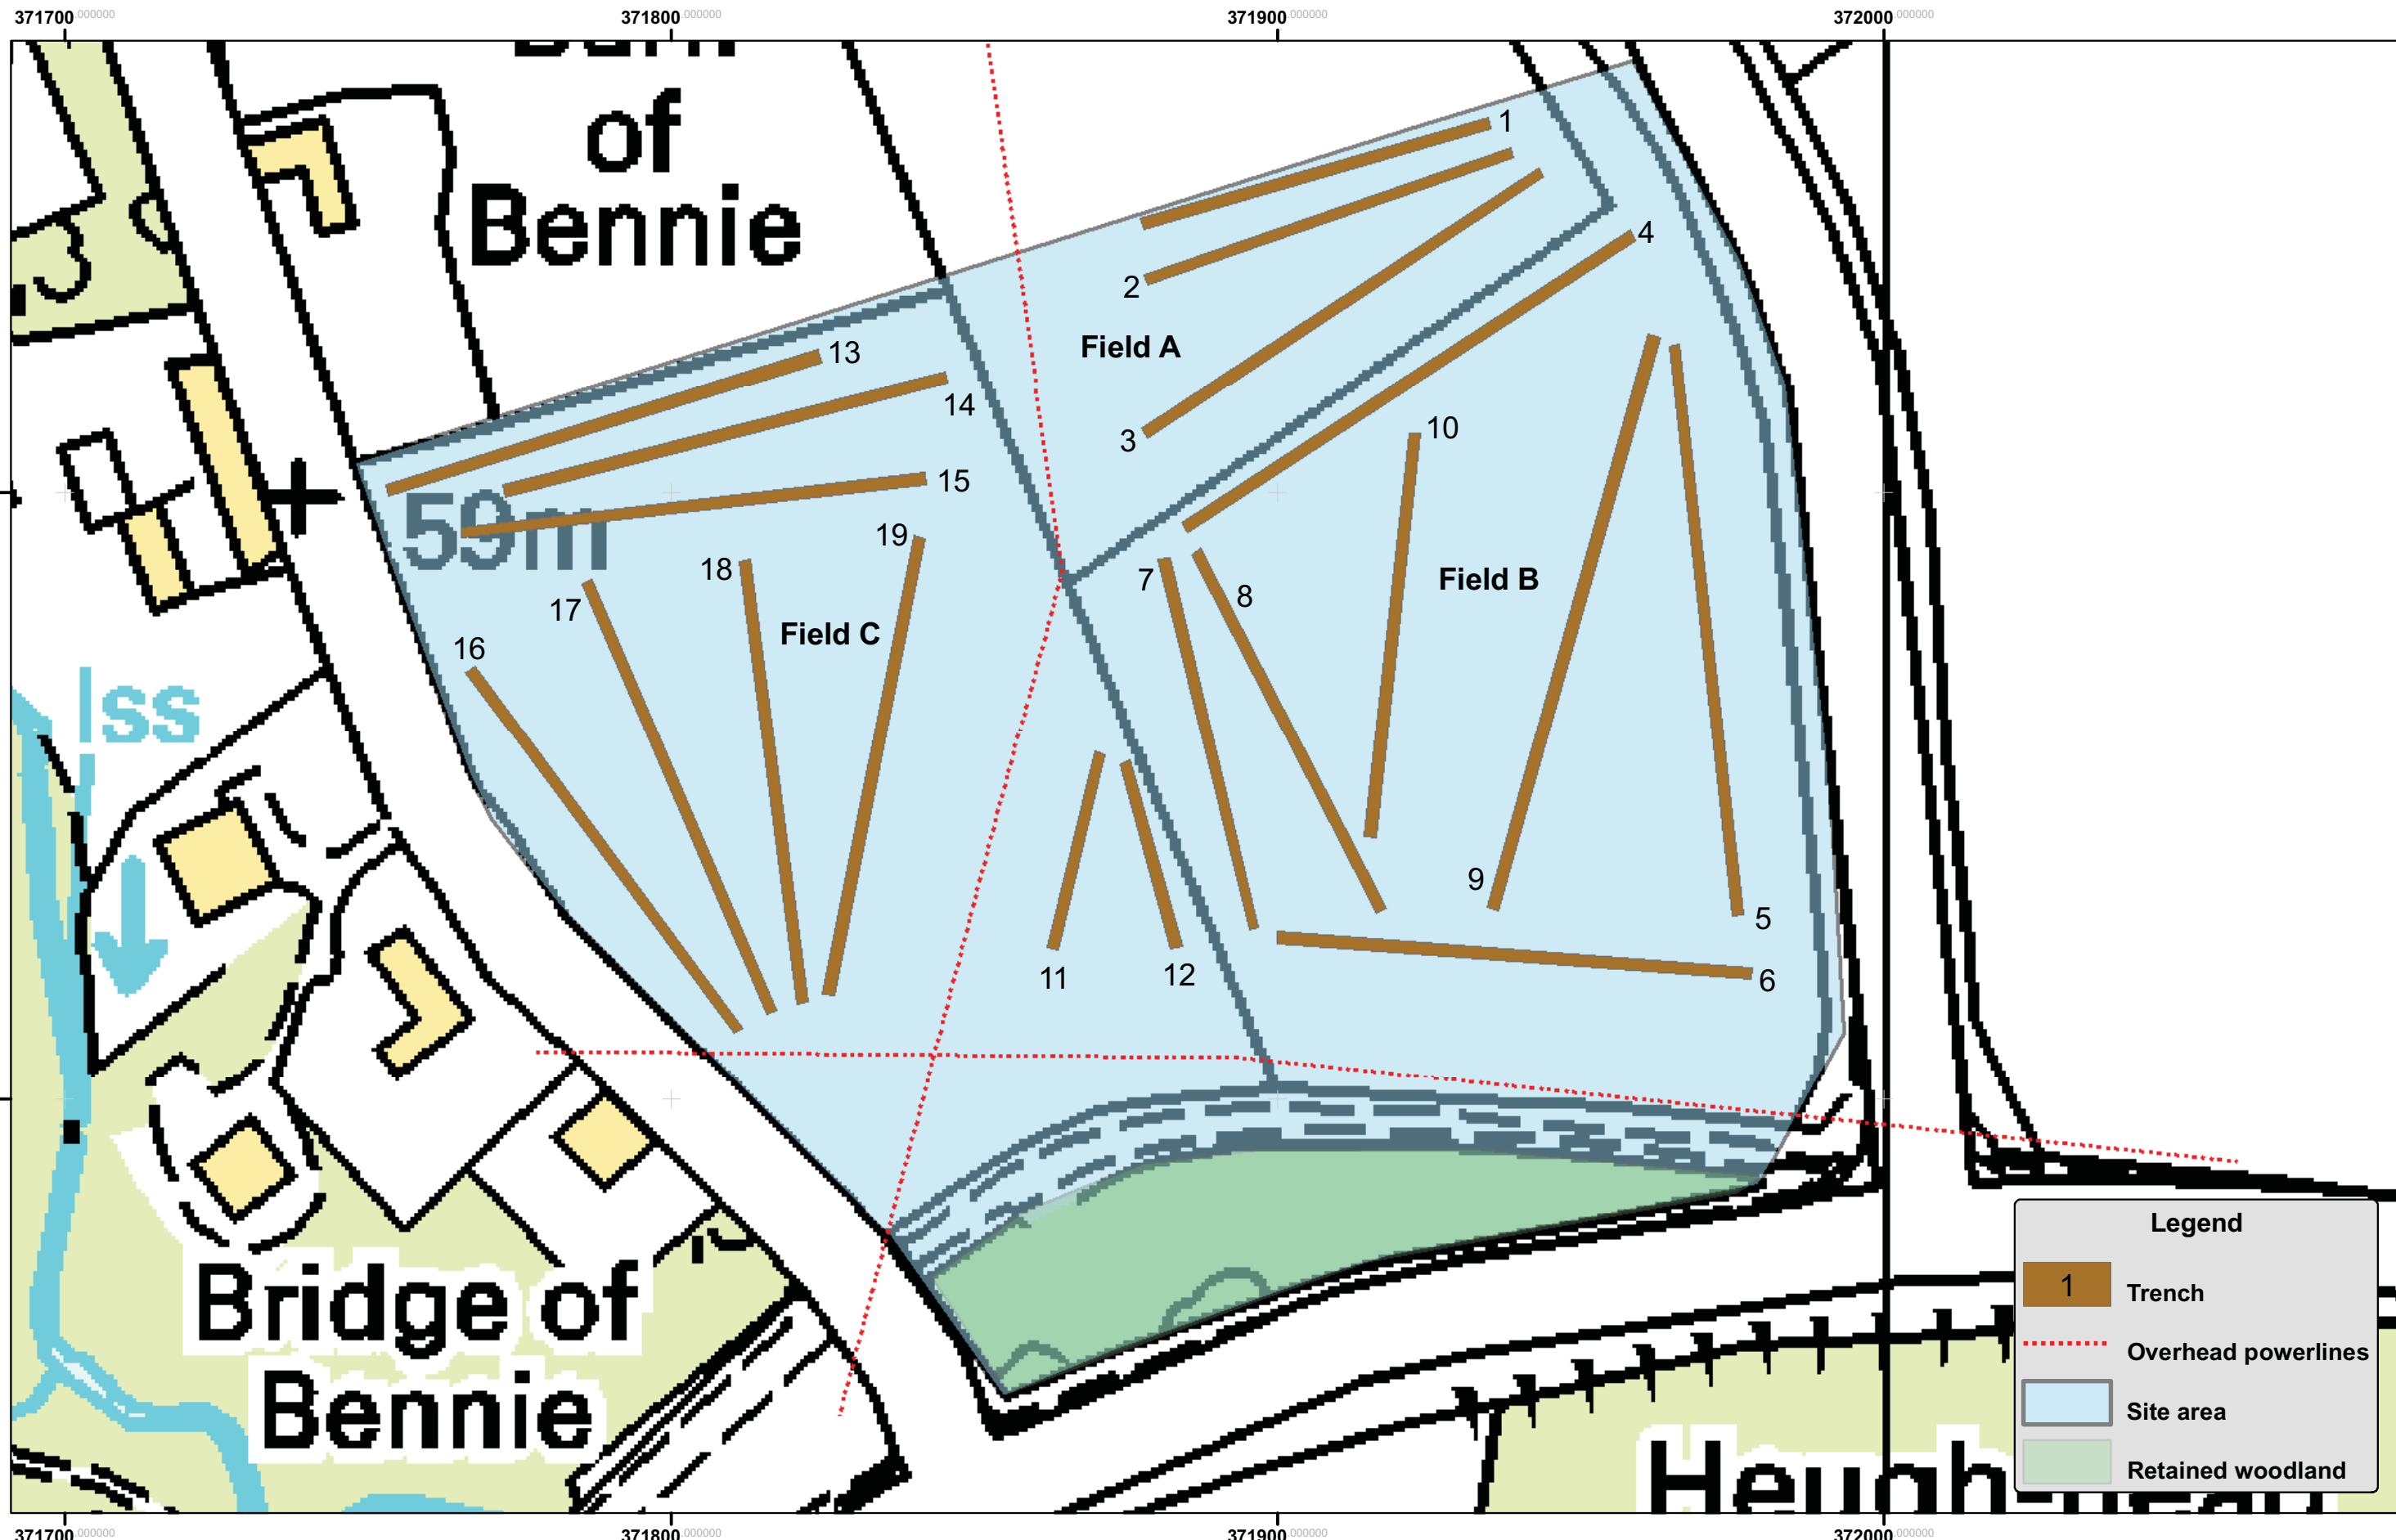 371700.000000 371800.000000 371900.000000 372000.000000
of
Bennie
1
2
3
4
Field A
13
14
15
10
59m
19
18
17
16
7
8
Field B
Field C
Iss
9
5
11
12
6
Bridge of
Bennie
Legend
1 Trench
Overhead powerlines
Site area
Retained woodland
371700.000000 371800.000000 371900.000000 372000.000000